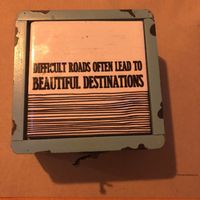 DIFFICULT ROADS OFTEN LEAD TO
BEAUTIFUL DESTINATIONS